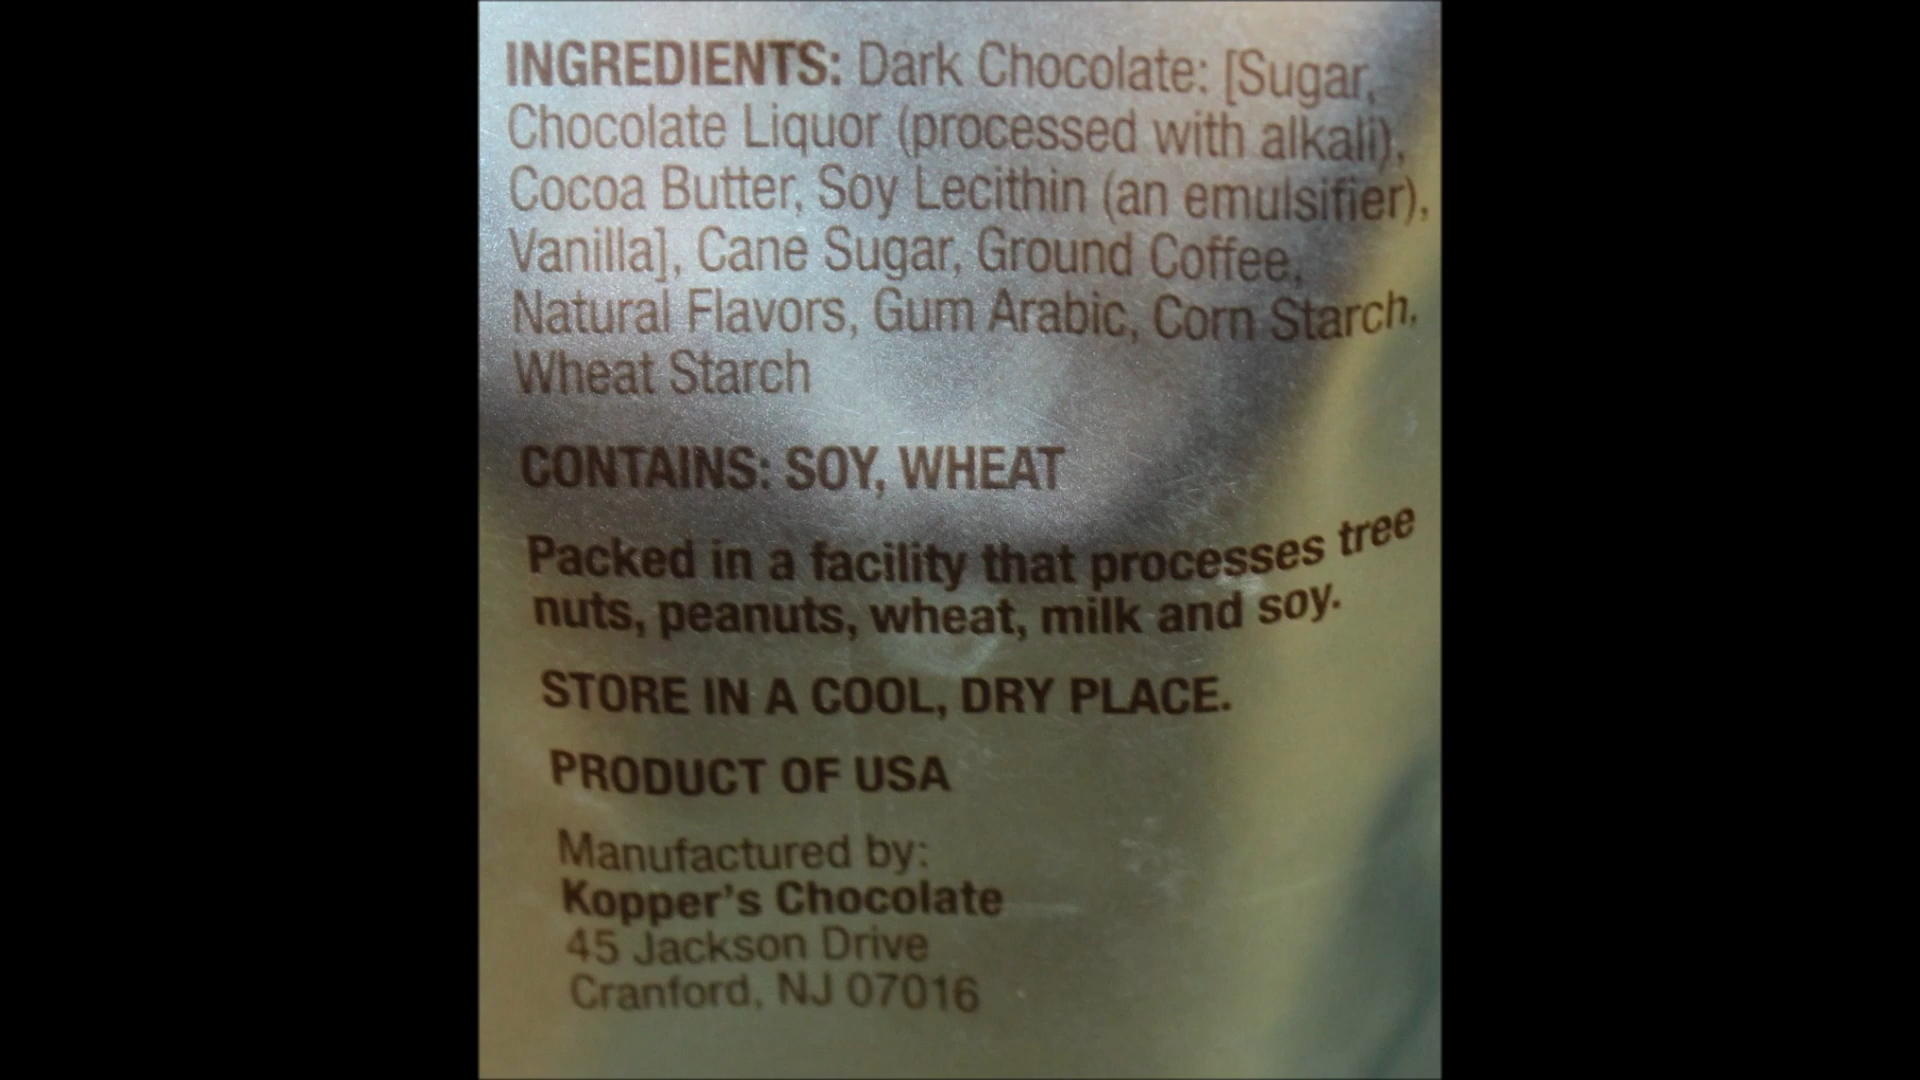 INGREDIENTS: Dark Chocolate: [Sugar,
Chocolate Liquor (processed with alkali),
Cocoa Butter, Soy Lecithin (an emulsifier),
Vanilla], Cane Sugar, Ground Coffee,
Natural Flavors, Gum Arabic, Corn Starch,
Wheat Starch
CONTAINS: SOY, WHEAT
Packed in a facility that processes tree
nuts, peanuts, wheat, milk and soy.
STORE IN A COOL, DRY PLACE.
PRODUCT OF USA
Manufactured by:
Kopper's Chocolate
45 Jackson Drive
Cranford, NJ 07016